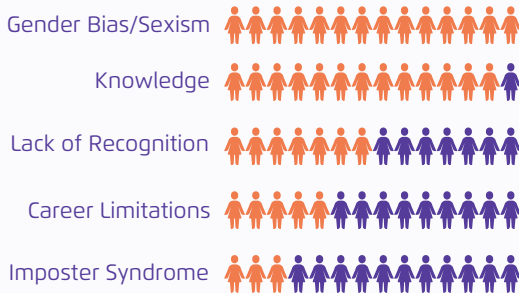 Gender Bias/Sexism
Knowledge
Lack of Recognition
Career Limitations
Imposter Syndrome